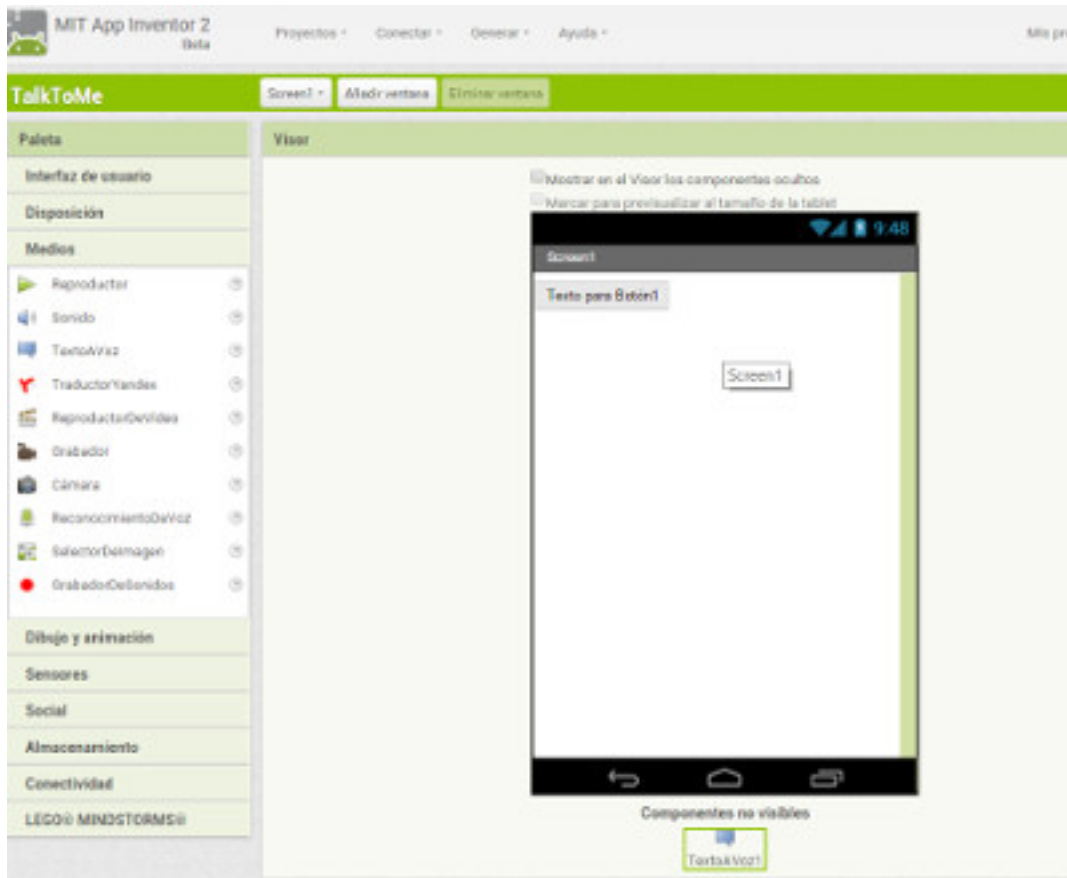 MIT App Inventor 2
Beta
Proyectos Conectar Generar Ayuda Mis pr
TalkToMe
Screen1 Añadir ventana Eliminar ventana
Paleta
Visor
Interfaz de usuario
Disposición
Medios
Reproductor
Sonido
TextoAVoz
TraductorYandex
ReproductorDeVídeo
Grabador
Cámara
ReconocimientoDeVoz
SelectorDeImagen
GrabadorDeSonidos
Dibujo y animación
Sensores
Social
Almacenamiento
Conectividad
LEGO® MINDSTORMS®
Mostrar en el Visor los componentes ocultos
Marcar para previsualizar al tamaño de la tablet
9:48
Screen1
Texto para Botón1
Screen1
Componentes no visibles
TextoAVoz1